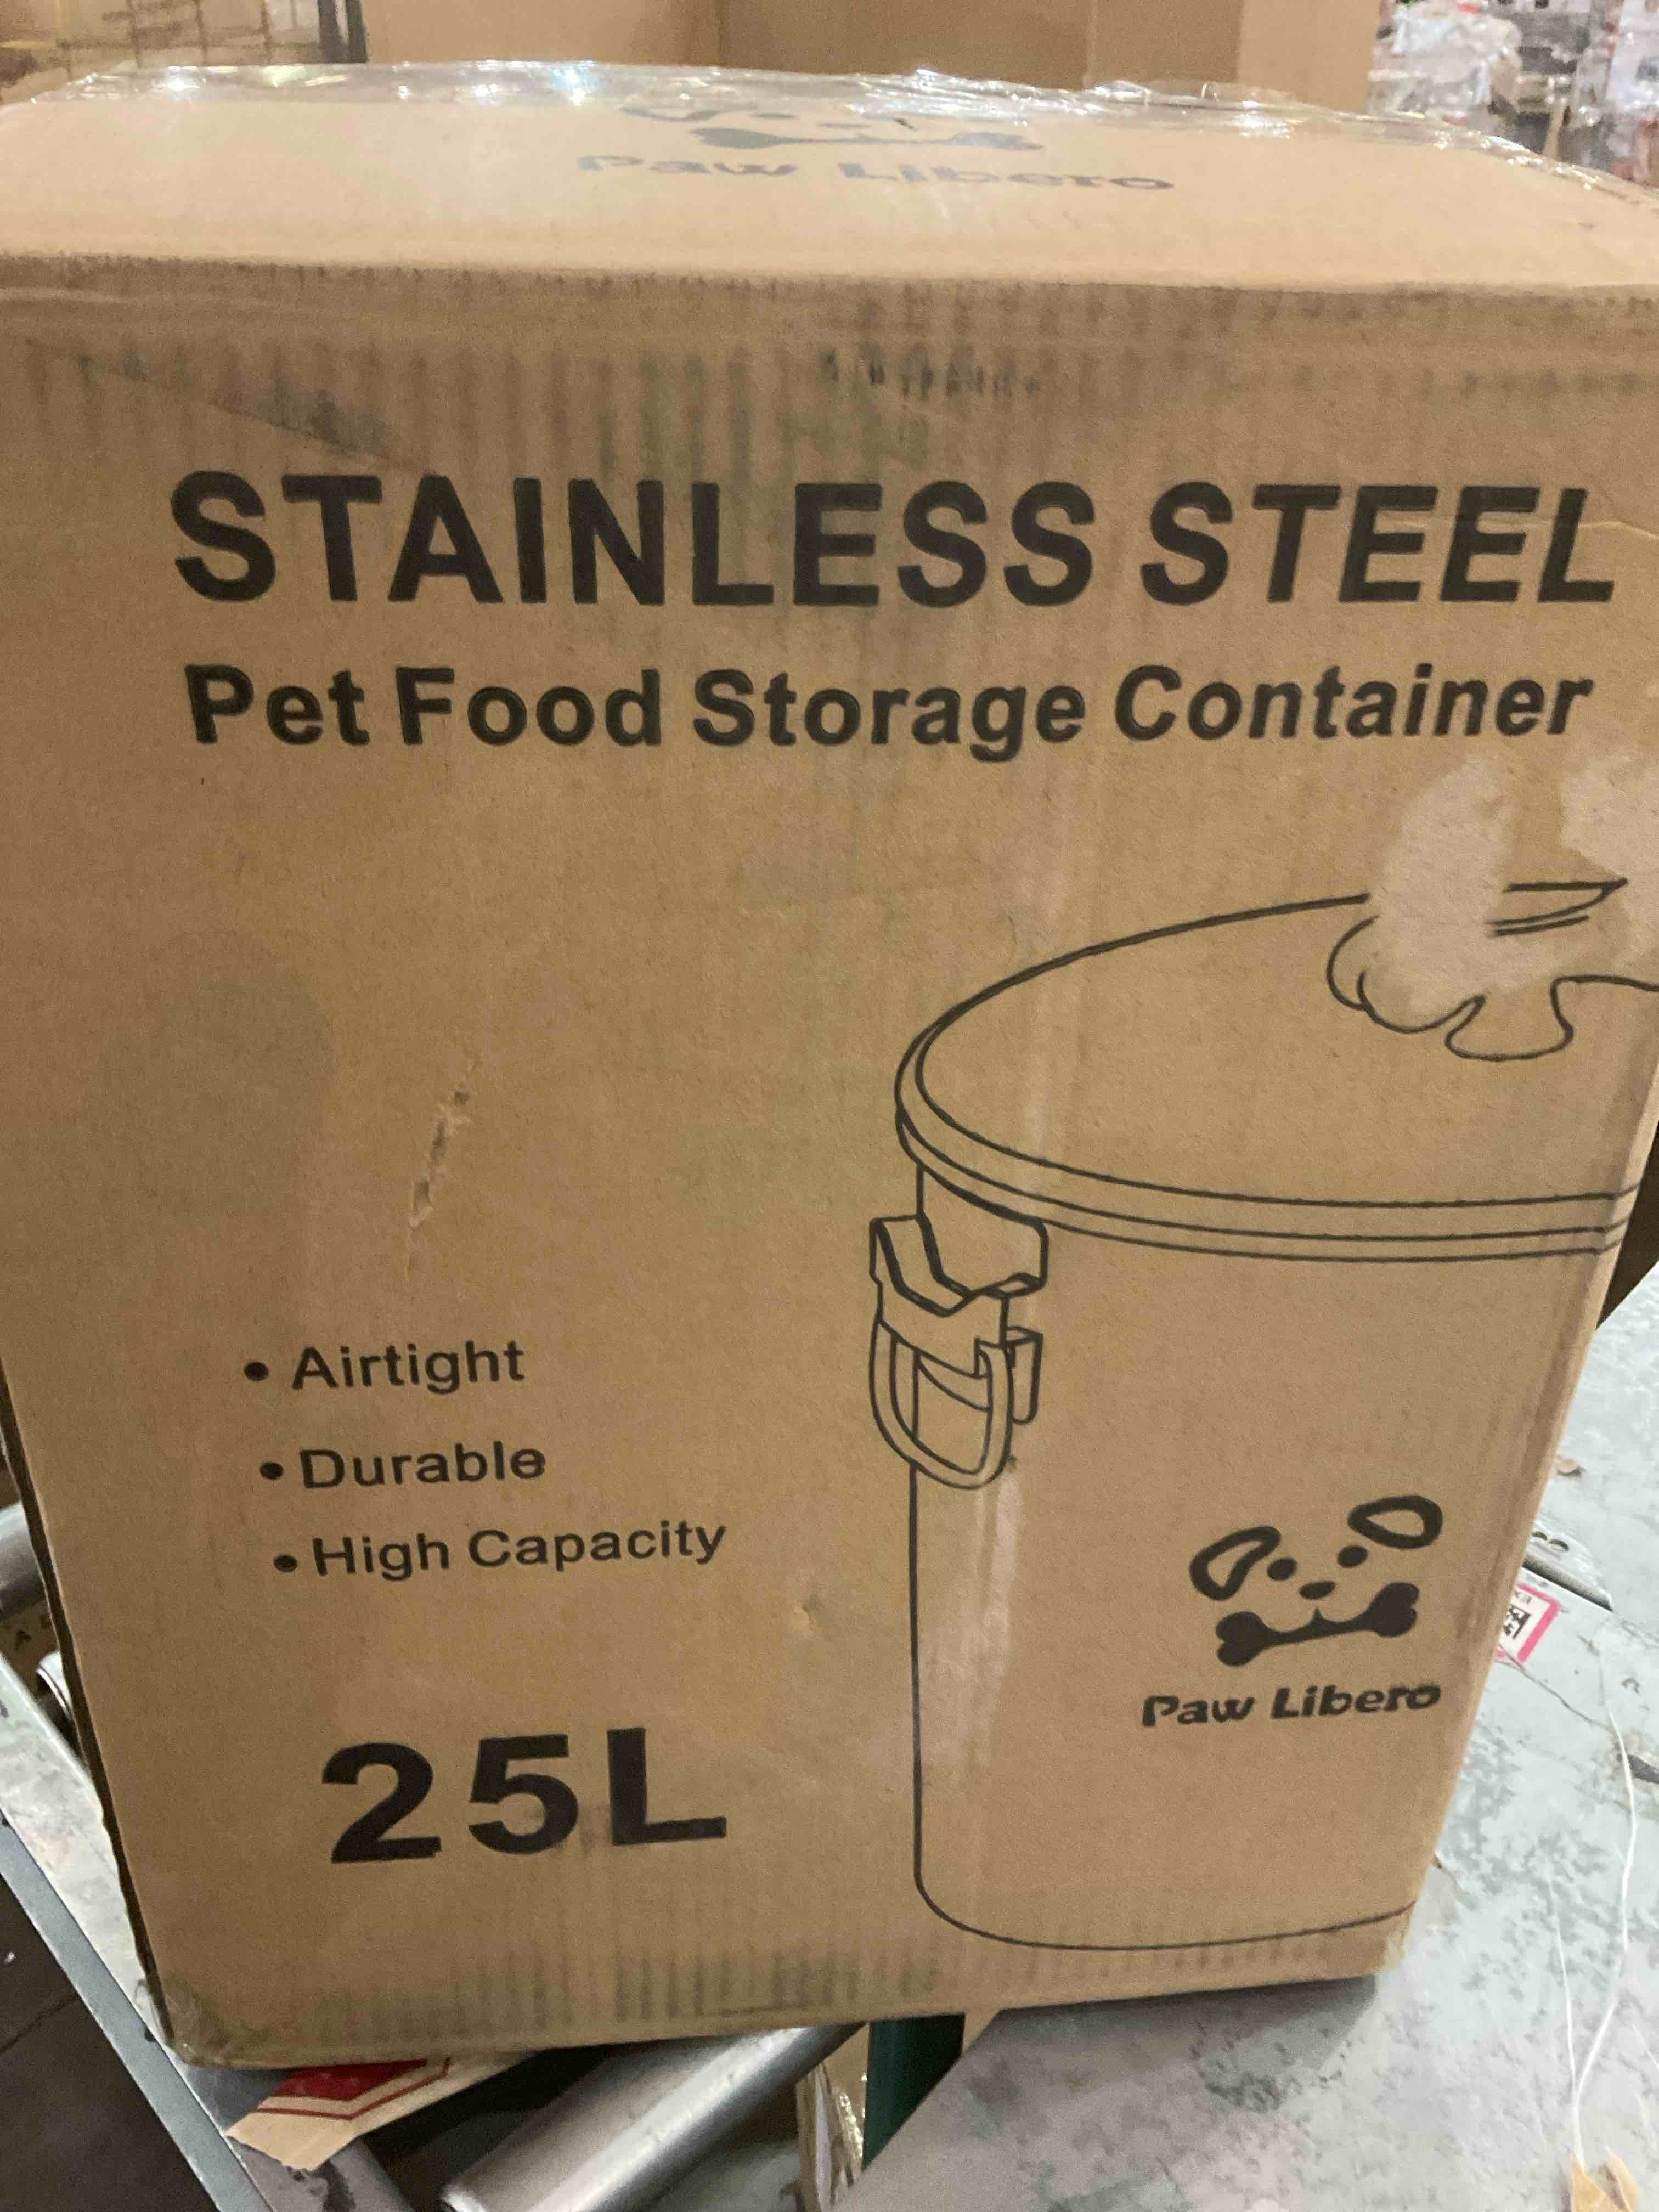 Paw Libero
STAINLESS STEEL
Pet Food Storage Container
• Airtight
• Durable
• High Capacity
Paw Libero
25L